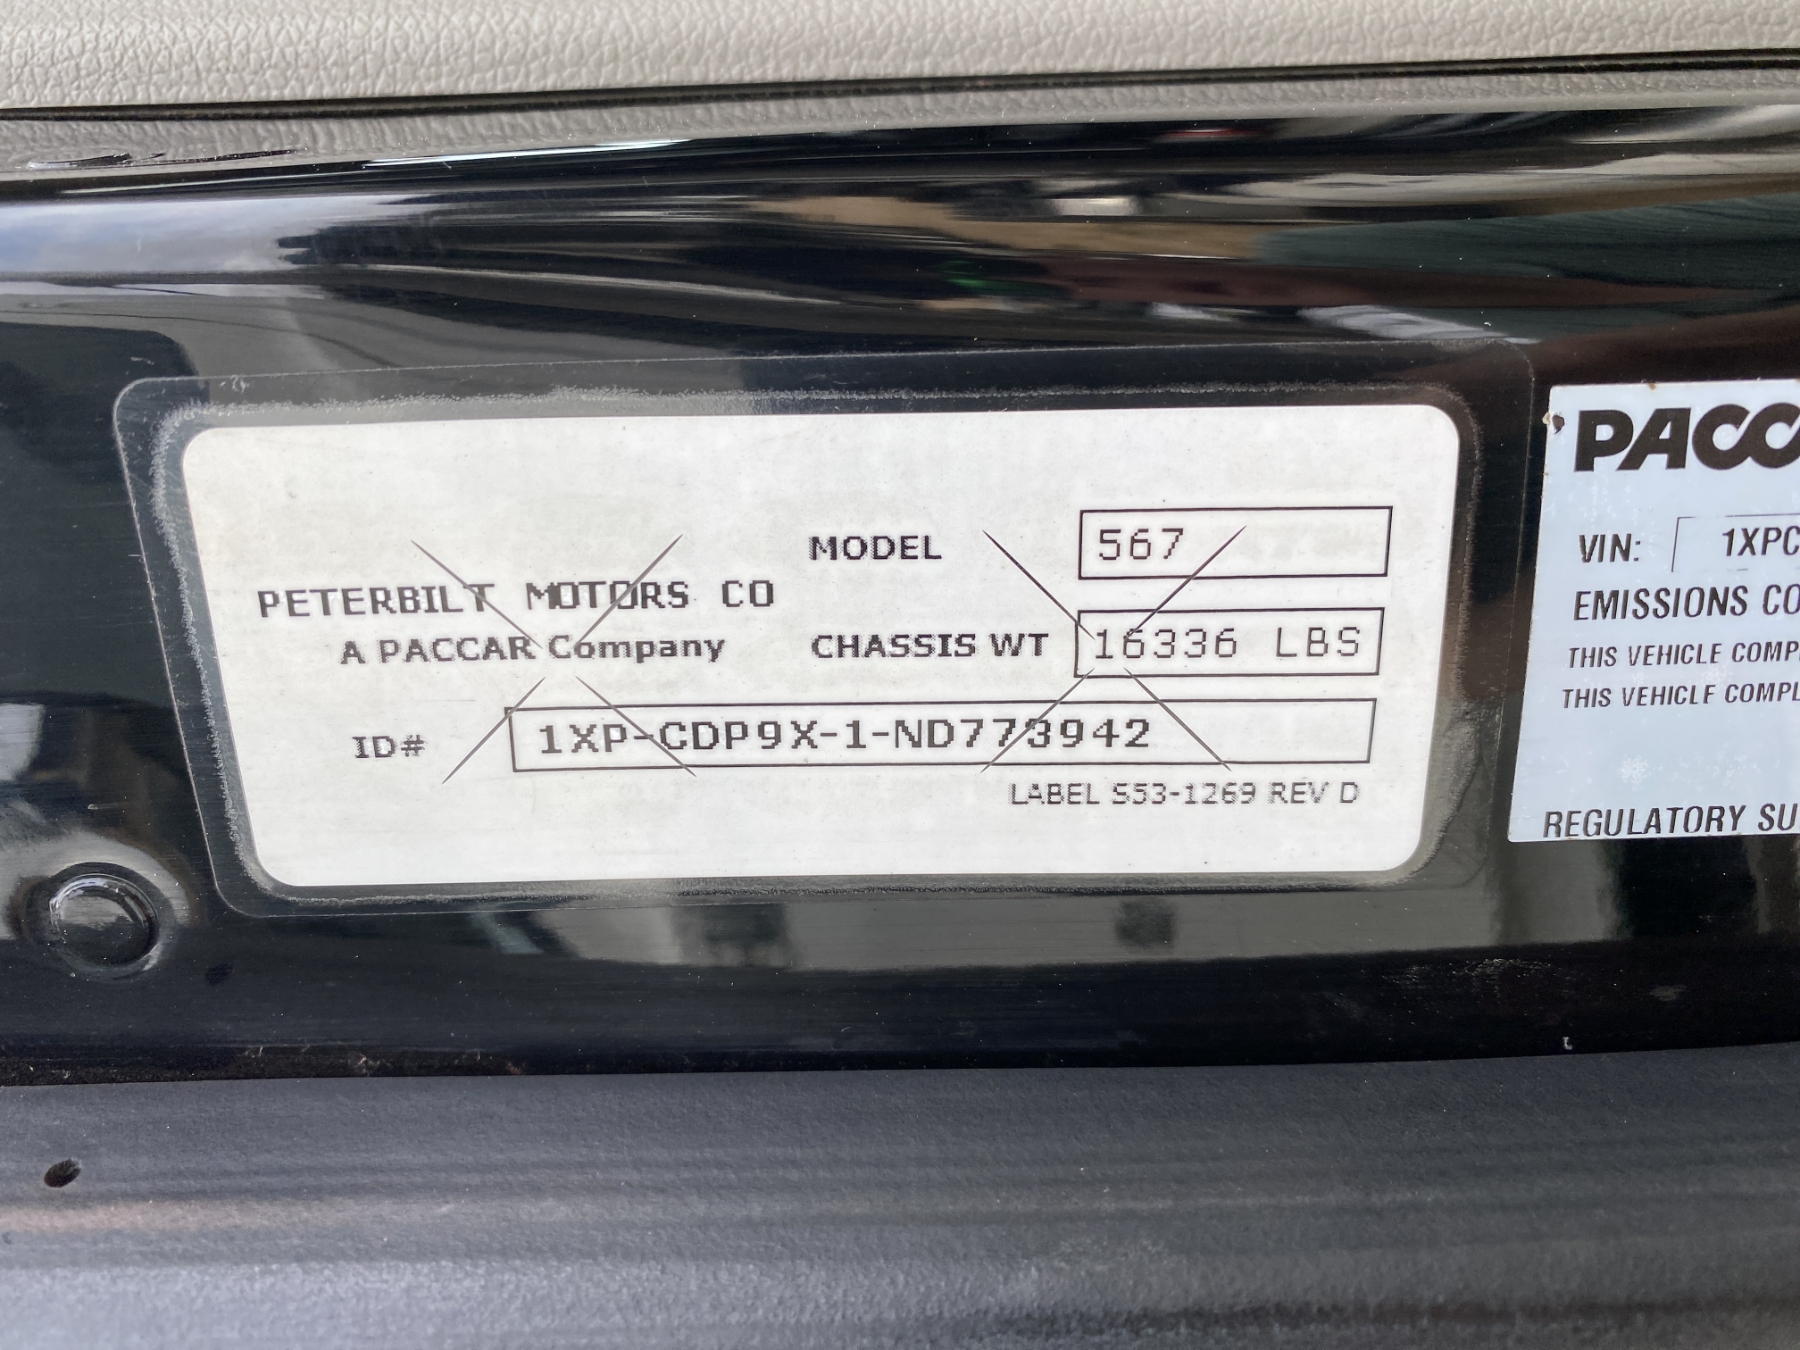 MODEL 567
PETERBILT MOTORS CO
A PACCAR Company
CHASSIS WT 16336 LBS
ID# 1XP-CDP9X-1-ND773942
LABEL S53-1269 REV D
PACC
VIN: 1XPC
EMISSIONS CO
THIS VEHICLE COMP
THIS VEHICLE COMPL
REGULATORY SU